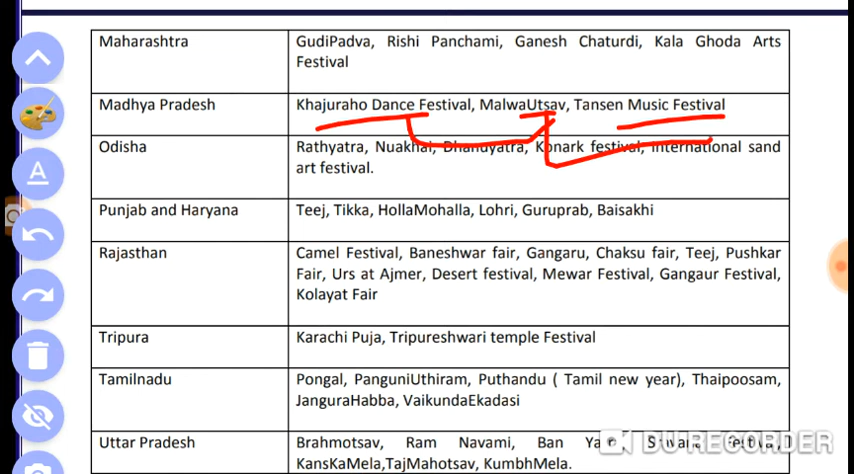 Maharashtra
GudiPadva, Rishi Panchami, Ganesh Chaturdi, Kala Ghoda Arts
Festival
Madhya Pradesh
Khajuraho Dance Festival, MalwaUtsav, Tansen Music Festival
Odisha
Rathyatra, Nuakhai, Dhanuyatra, Konark festival, International sand
art festival.
Punjab and Haryana
Teej, Tikka, HollaMohalla, Lohri, Guruprab, Baisakhi
Rajasthan
Camel Festival, Baneshwar fair, Gangaru, Chaksu fair, Teej, Pushkar
Fair, Urs at Ajmer, Desert festival, Mewar Festival, Gangaur Festival,
Kolayat Fair
Tripura
Karachi Puja, Tripureshwari temple Festival
Tamilnadu
Pongal, PanguniUthiram, Puthandu ( Tamil new year), Thaipoosam,
JanguraHabba, VaikundaEkadasi
Uttar Pradesh
Brahmotsav, Ram Navami, Ban Festival,
KansKaMela,TajMahotsav, KumbhMela.
DU RECORDER
A